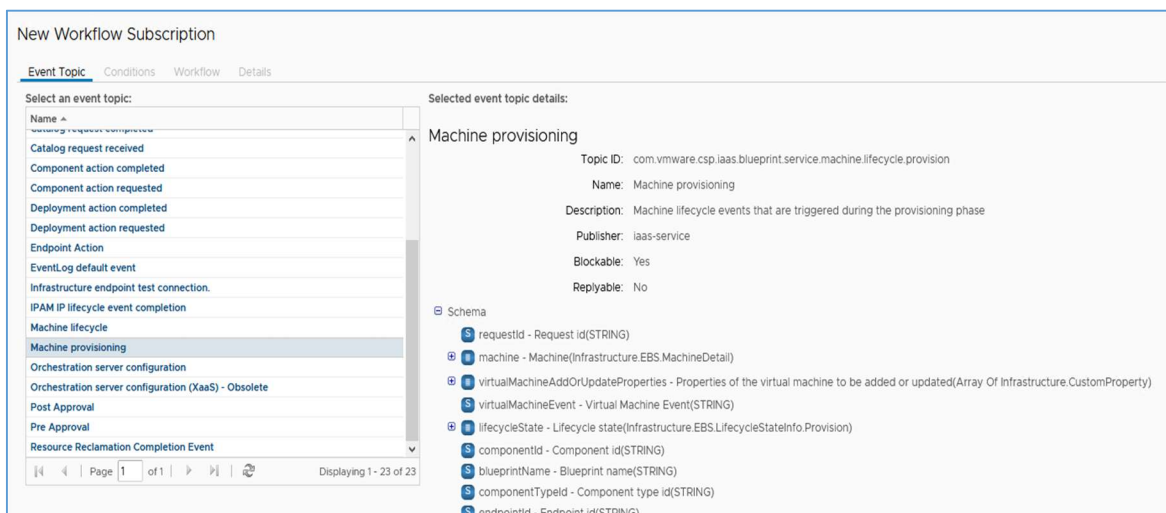 New Workflow Subscription
Event Topic Conditions Workflow Details
Select an event topic:
Name
Catalog request completed
Catalog request received
Component action completed
Component action requested
Deployment action completed
Deployment action requested
Endpoint Action
EventLog default event
Infrastructure endpoint test connection.
IPAM IP lifecycle event completion
Machine lifecycle
Machine provisioning
Orchestration server configuration
Orchestration server configuration (XaaS) - Obsolete
Post Approval
Pre Approval
Resource Reclamation Completion Event
Page 1 of 1 Displaying 1 - 23 of 23
Selected event topic details:
Machine provisioning
Topic ID: com.vmware.csp.iaas.blueprint.service.machine.lifecycle.provision
Name: Machine provisioning
Description: Machine lifecycle events that are triggered during the provisioning phase
Publisher: iaas-service
Blockable: Yes
Replyable: No
Schema
S requestId - Request id(STRING)
machine - Machine(Infrastructure.EBS.MachineDetail)
virtualMachineAddOrUpdateProperties - Properties of the virtual machine to be added or updated(Array Of Infrastructure.CustomProperty)
S virtualMachineEvent - Virtual Machine Event(STRING)
lifecycleState - Lifecycle state(Infrastructure.EBS.LifecycleStateInfo.Provision)
S componentId - Component id(STRING)
S blueprintName - Blueprint name(STRING)
S componentTypeId - Component type id(STRING)
S endpointId - Endpoint id(STRING)